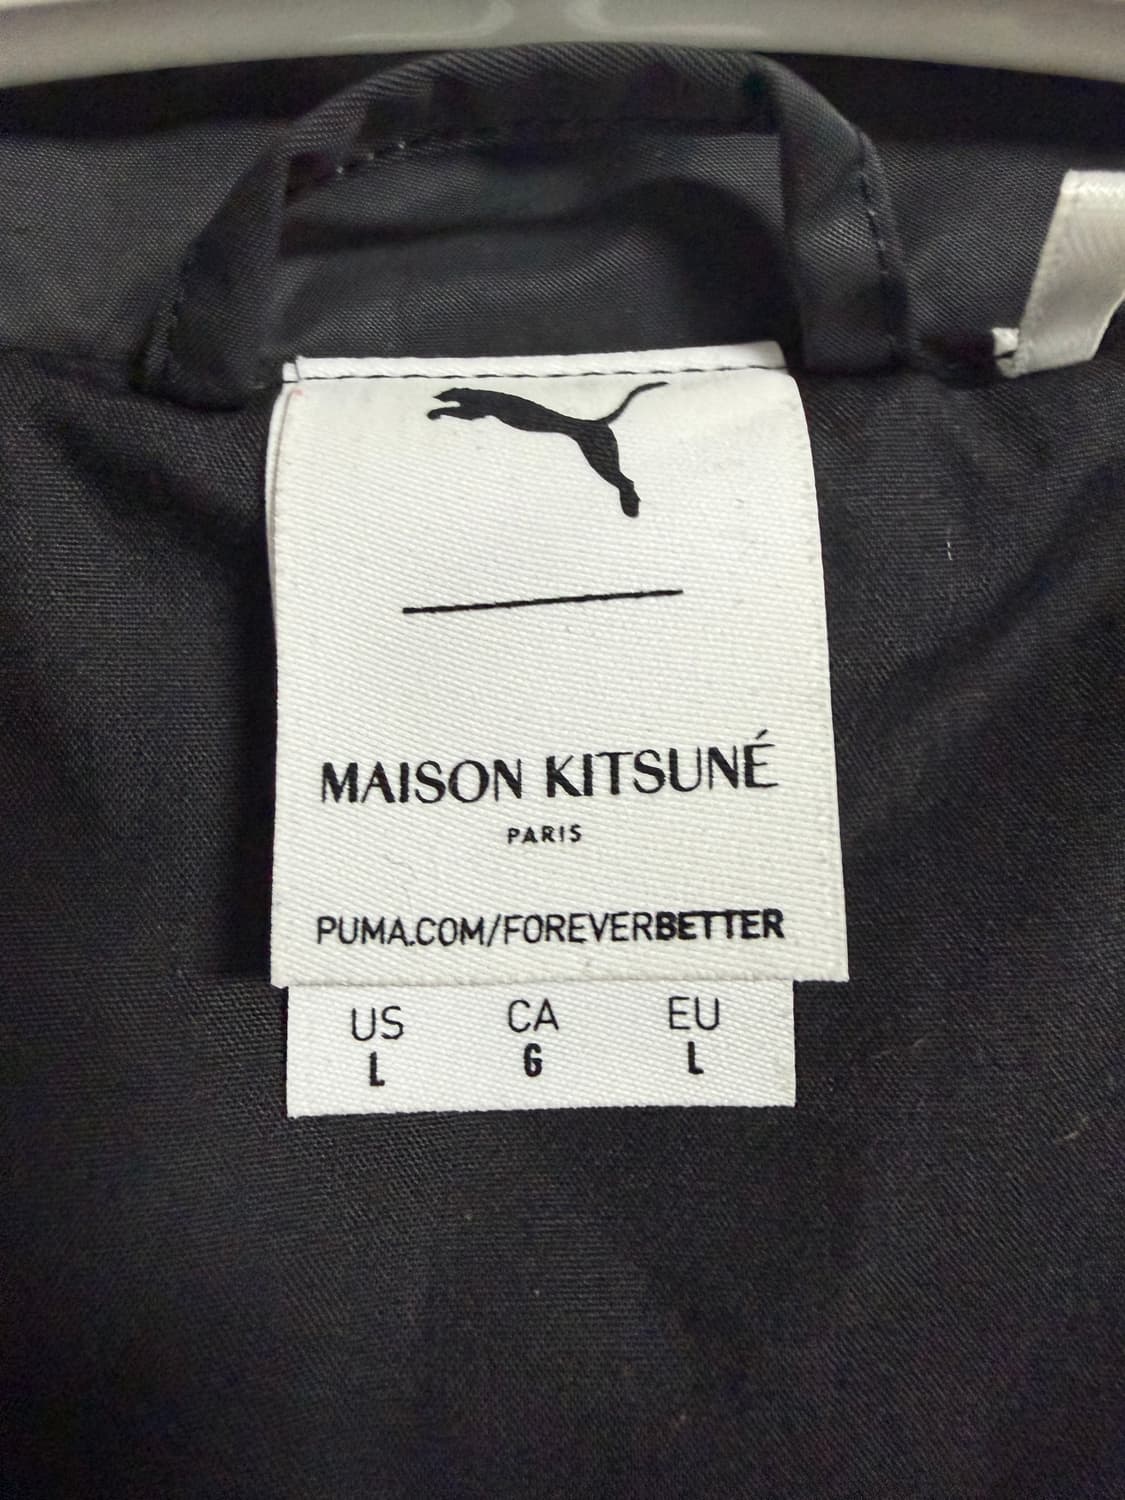 MAISON KITSUNÉ
PARIS
PUMA.COM/FOREVERBETTER
US CA EU
L G L